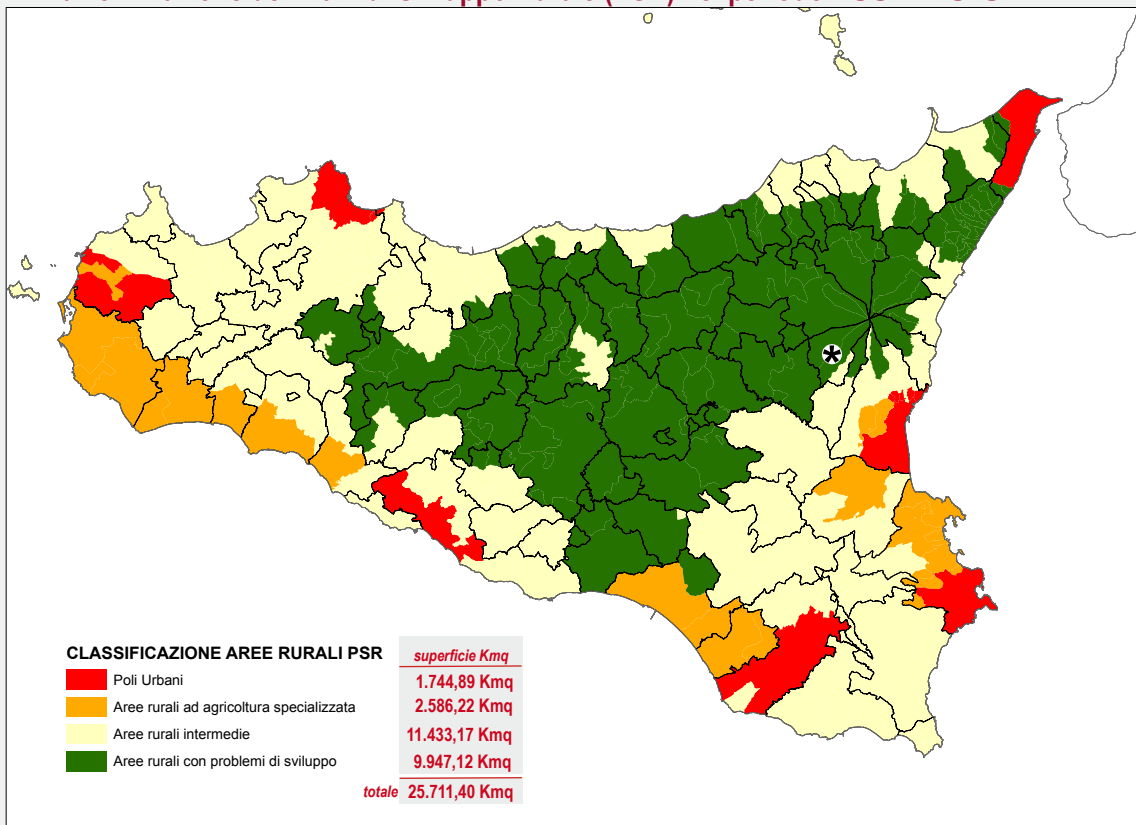 CLASSIFICAZIONE AREE RURALI PSR
superficie Kmq
Poli Urbani 1.744,89 Kmq
Aree rurali ad agricoltura specializzata 2.586,22 Kmq
Aree rurali intermedie 11.433,17 Kmq
Aree rurali con problemi di sviluppo 9.947,12 Kmq
totale 25.711,40 Kmq